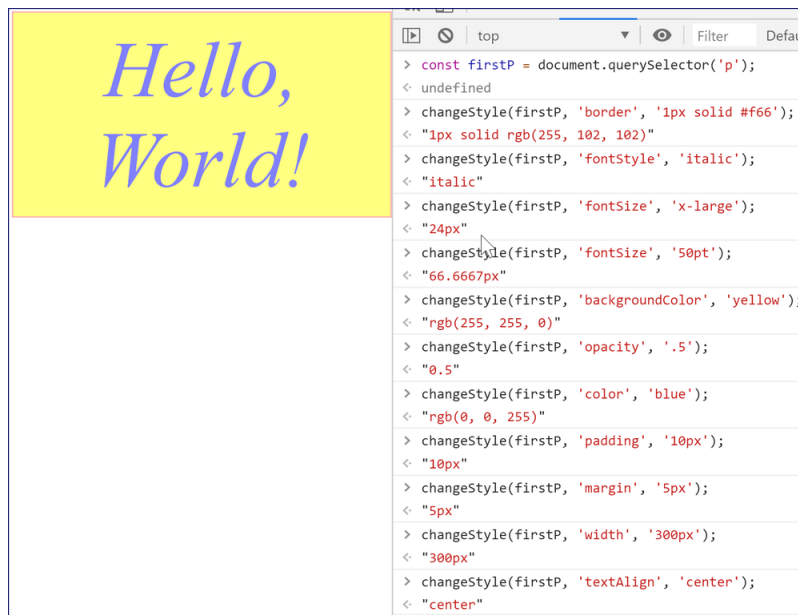 Hello,
World!
top
Filter
Defau
const firstP = document.querySelector('p');
undefined
changeStyle(firstP, 'border', '1px solid #f66');
"1px solid rgb(255, 102, 102)"
changeStyle(firstP, 'fontStyle', 'italic');
"italic"
changeStyle(firstP, 'fontSize', 'x-large');
"24px"
changeStyle(firstP, 'fontSize', '50pt');
"66.6667px"
changeStyle(firstP, 'backgroundColor', 'yellow');
"rgb(255, 255, 0)"
changeStyle(firstP, 'opacity', '.5');
"0.5"
changeStyle(firstP, 'color', 'blue');
"rgb(0, 0, 255)"
changeStyle(firstP, 'padding', '10px');
"10px"
changeStyle(firstP, 'margin', '5px');
"5px"
changeStyle(firstP, 'width', '300px');
"300px"
changeStyle(firstP, 'textAlign', 'center');
"center"